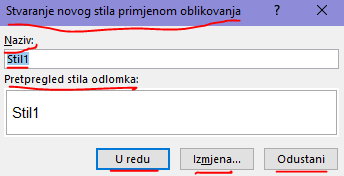 Stvaranje novog stila primjenom oblikovanja
Naziv:
Stil1
Pretpregled stila odlomka:
Stil1
U redu Izmjena... Odustani